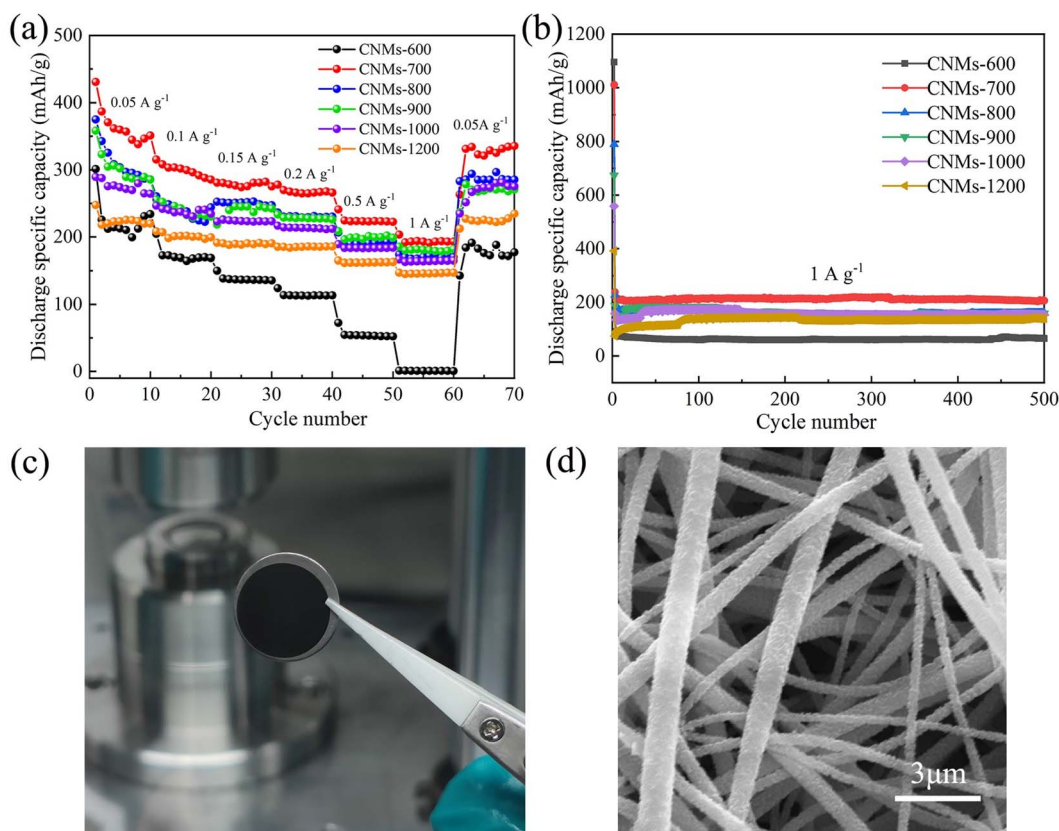 (a)
500
400
300
200
100
0
Discharge specific capacity (mAh/g)
0 10 20 30 40 50 60 70
Cycle number
CNMs-600
CNMs-700
CNMs-800
CNMs-900
CNMs-1000
CNMs-1200
0.05 A g⁻¹
0.1 A g⁻¹
0.15 A g⁻¹
0.2 A g⁻¹
0.5 A g⁻¹
1 A g⁻¹
0.05A g⁻¹
(b)
1200
1000
800
600
400
200
0
Discharge specific capacity (mAh/g)
0 100 200 300 400 500
Cycle number
CNMs-600
CNMs-700
CNMs-800
CNMs-900
CNMs-1000
CNMs-1200
1 A g⁻¹
(c)
(d)
3μm